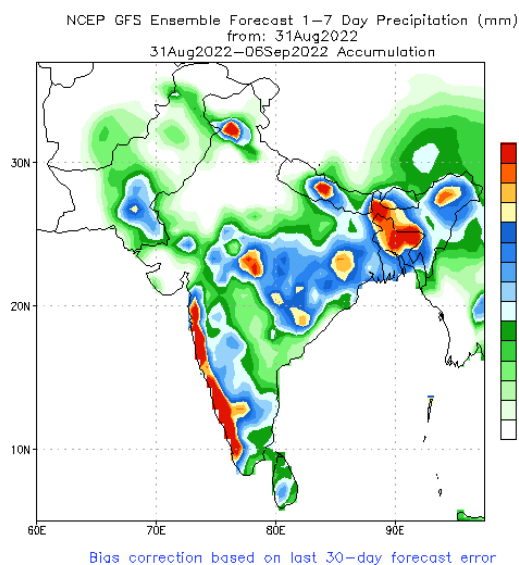 NCEP GFS Ensemble Forecast 1-7 Day Precipitation (mm)
from: 31Aug2022
31Aug2022-06Sep2022 Accumulation
30N
20N
10N
60E 70E 80E 90E
Bias correction based on last 30-day forecast error